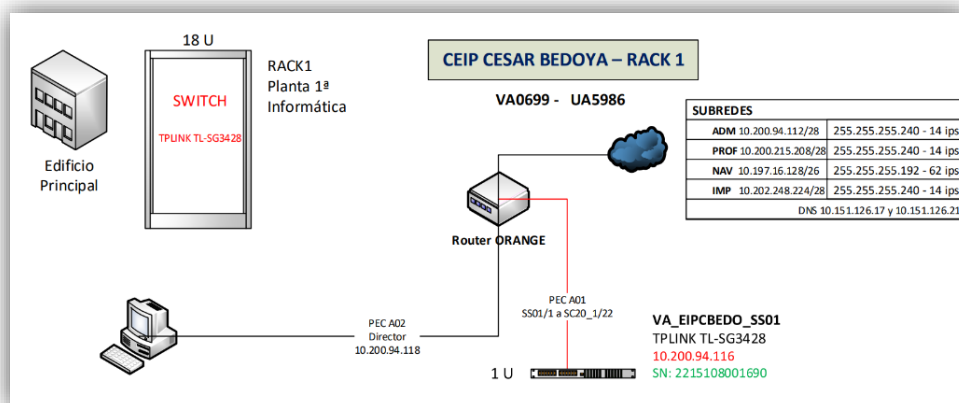 18 U
SWITCH
TPLINK TL-SG3428
RACK1
Planta 1ª
Informática
Edificio
Principal
CEIP CESAR BEDOYA – RACK 1
VA0699 - UA5986
SUBREDES
ADM 10.200.94.112/28 255.255.255.240 - 14 ips
PROF 10.200.215.208/28 255.255.255.240 - 14 ips
NAV 10.197.16.128/26 255.255.255.192 - 62 ips
IMP 10.202.248.224/28 255.255.255.240 - 14 ips
DNS 10.151.126.17 y 10.151.126.21
Router ORANGE
PEC A01
SS01/1 a SC20_1/22
PEC A02
Director
10.200.94.118
1 U
VA_EIPCBEDO_SS01
TPLINK TL-SG3428
10.200.94.116
SN: 2215108001690